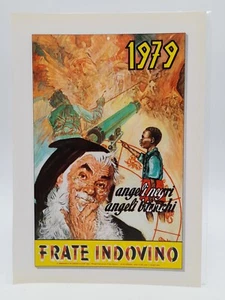 1979
angeli negri
angeli bianchi
FRATE INDOVINO